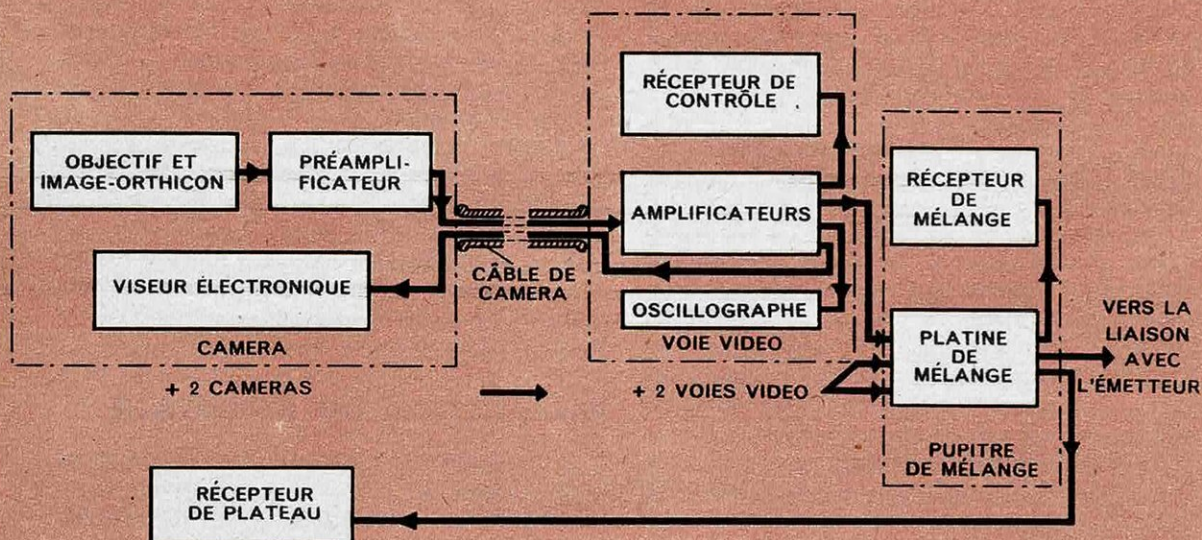 OBJECTIF ET
IMAGE-ORTHICON
PRÉAMPLI-
FICATEUR
VISEUR ÉLECTRONIQUE
CAMERA
+ 2 CAMERAS
CÂBLE DE
CAMERA
RÉCEPTEUR DE
CONTRÔLE
AMPLIFICATEURS
OSCILLOGRAPHE
VOIE VIDEO
+ 2 VOIES VIDEO
RÉCEPTEUR
DE
MÉLANGE
PLATINE
DE
MÉLANGE
PUPITRE
DE MÉLANGE
VERS LA
LIAISON
AVEC
L'ÉMETTEUR
RÉCEPTEUR
DE PLATEAU